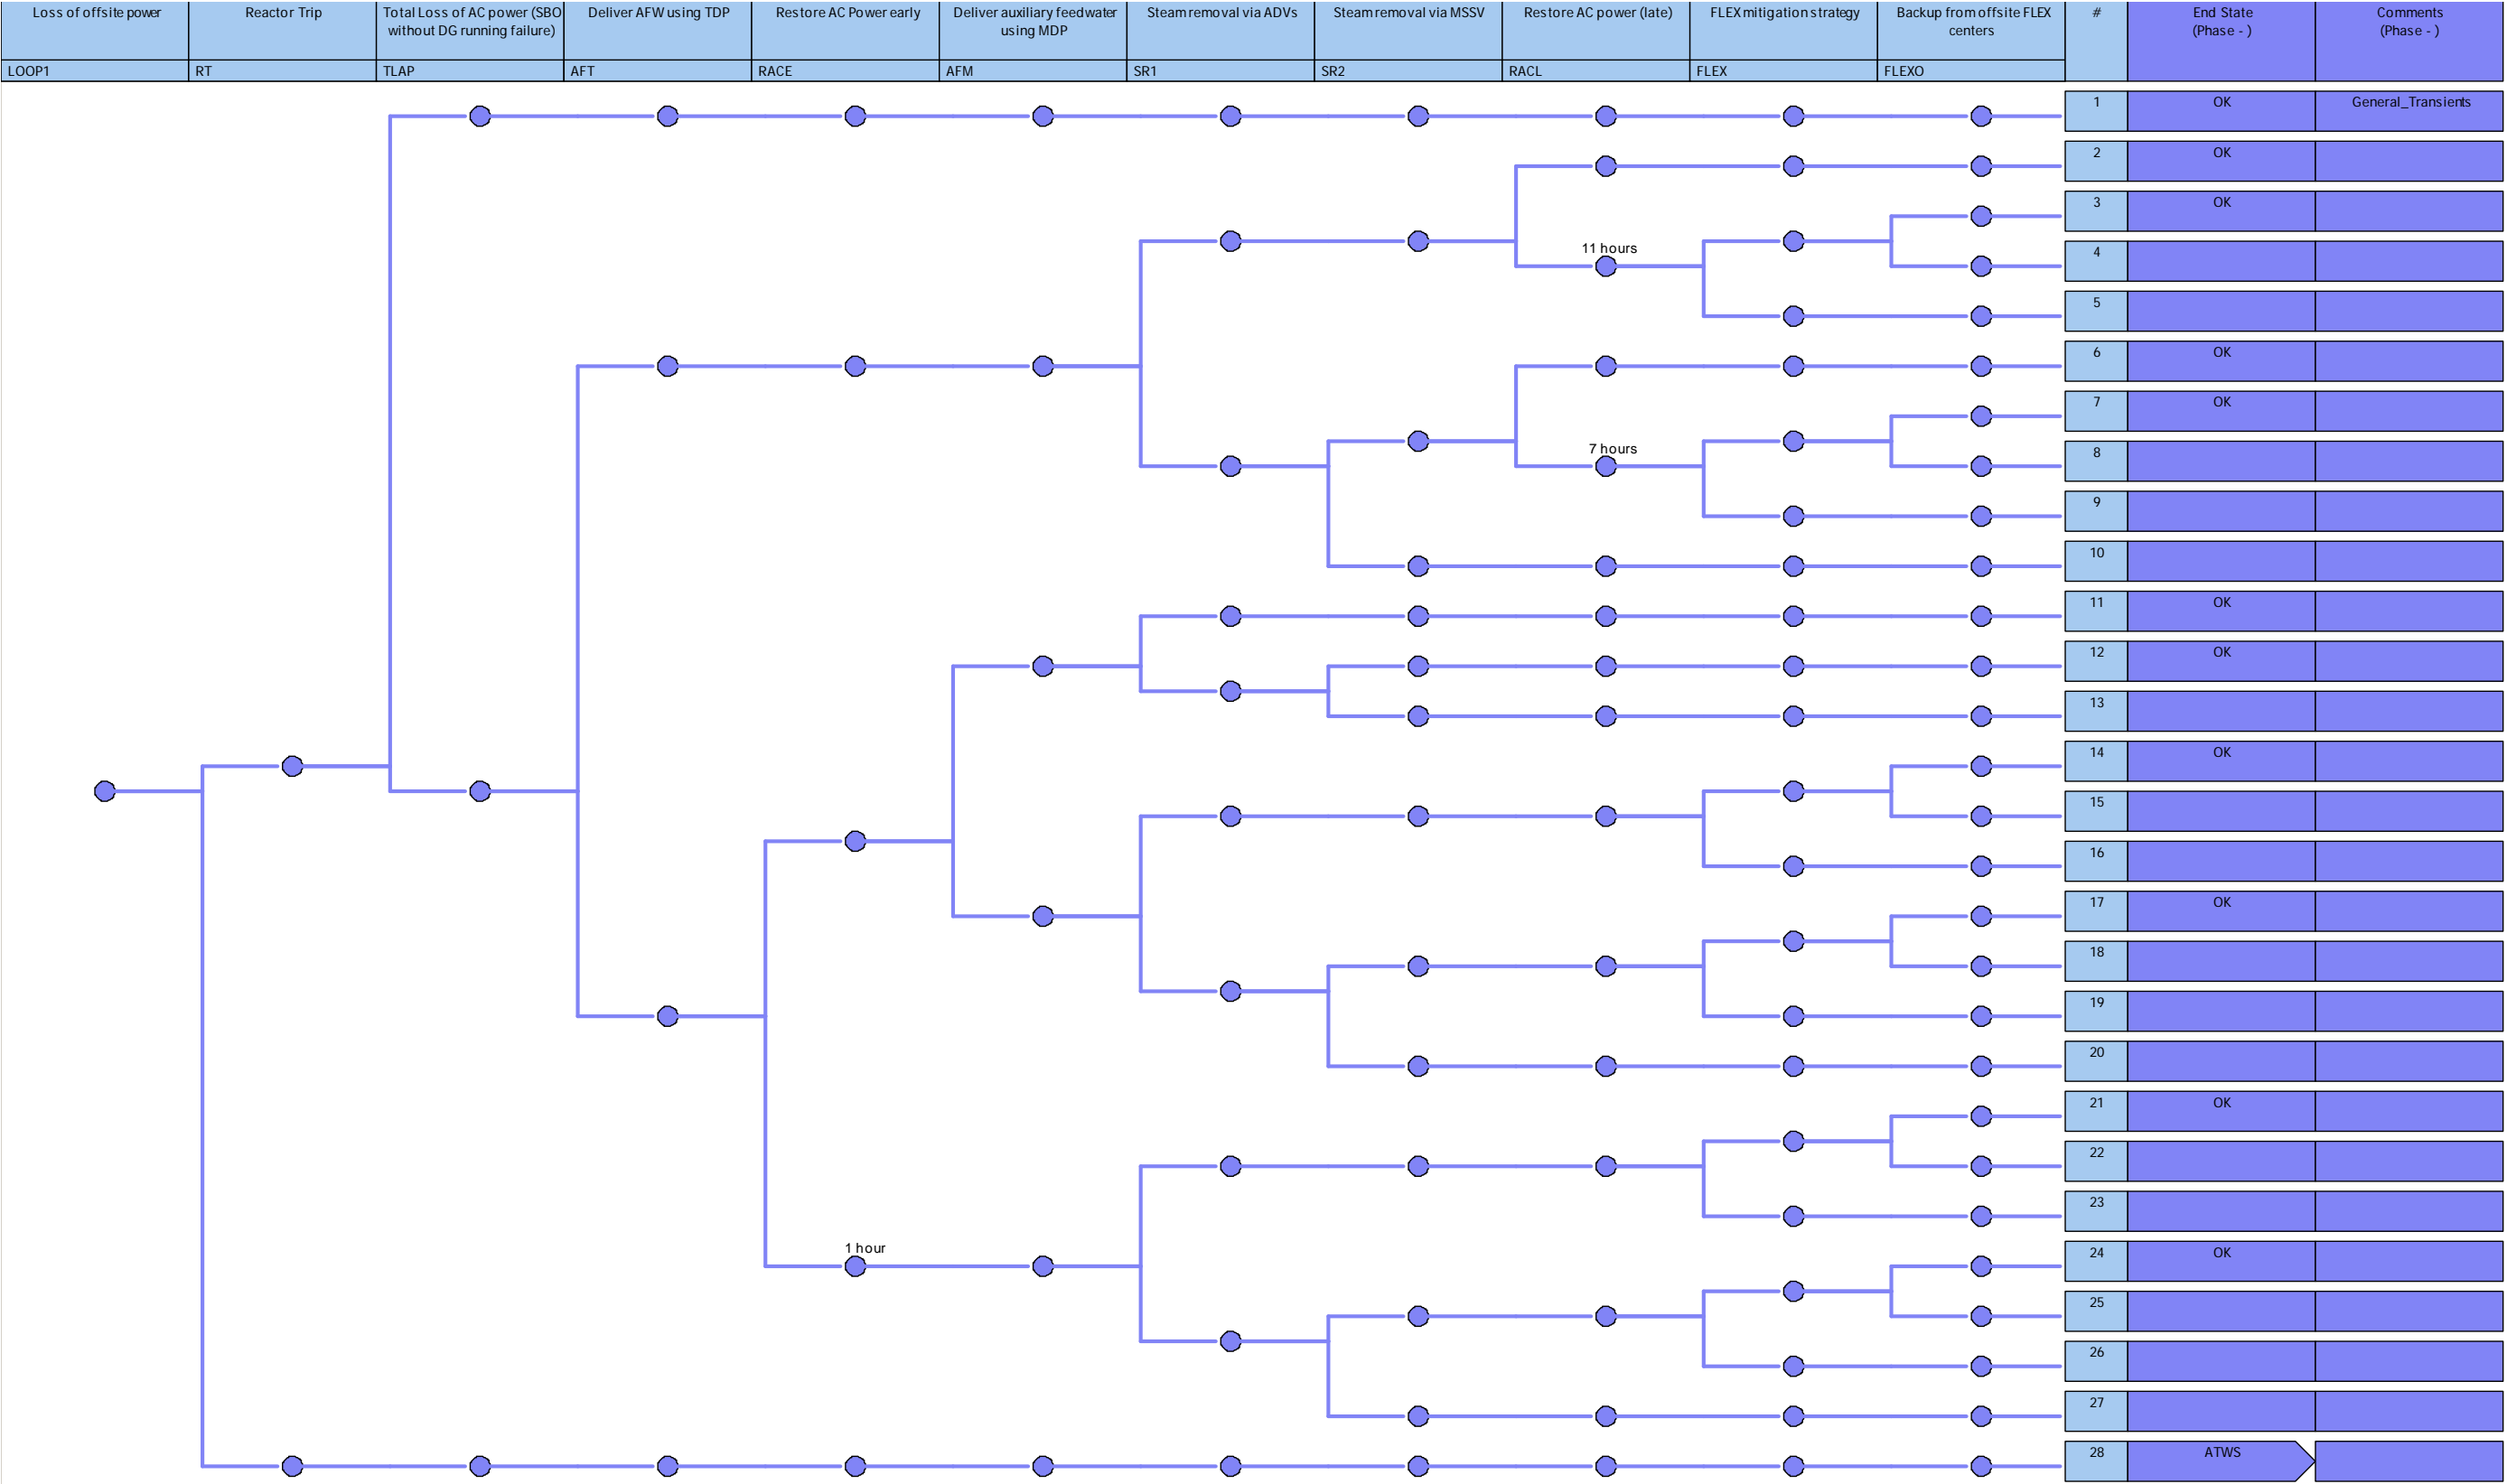 Loss of offsite power
Reactor Trip
Total Loss of AC power (SBO
without DG running failure)
Deliver AFW using TDP
Restore AC Power early
Deliver auxiliary feedwater
using MDP
Steam removal via ADVs
Steam removal via MSSV
Restore AC power (late)
FLEX mitigation strategy
Backup from offsite FLEX
centers
#
End State
(Phase - )
Comments
(Phase - )
LOOP1
RT
TLAP
AFT
RACE
AFM
SR1
SR2
RACL
FLEX
FLEXO
1
OK
General_Transients
2
OK
3
OK
11 hours
4
5
6
OK
7
OK
7 hours
8
9
10
11
OK
12
OK
13
14
OK
15
16
17
OK
18
19
20
21
OK
22
23
1 hour
24
OK
25
26
27
28
ATWS